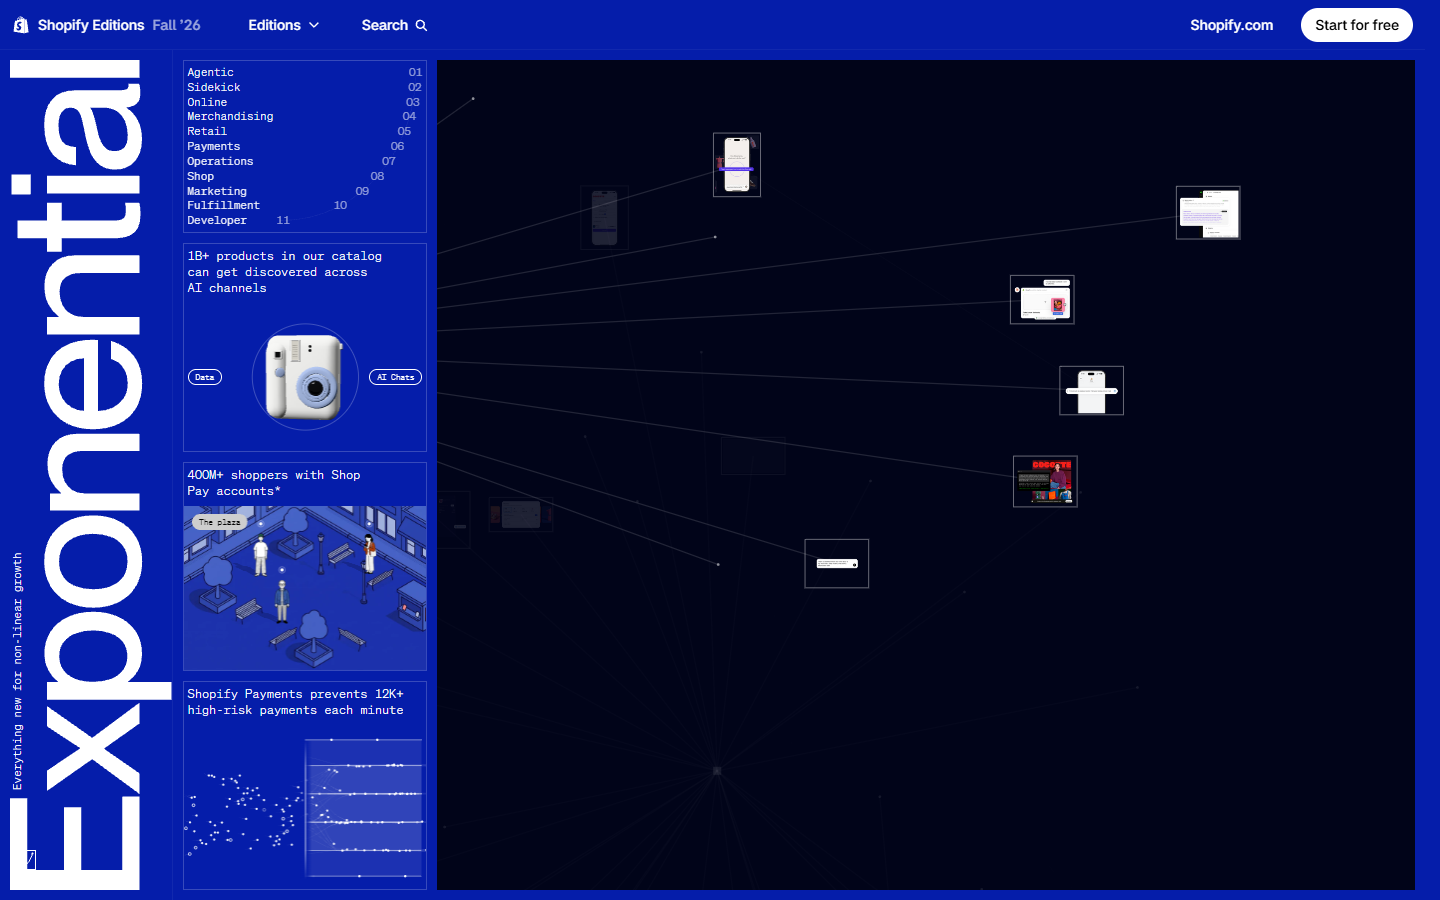 Shopify Editions Fall '26
Editions
Search
Shopify.com
Start for free
Exponential
Everything new for non-linear growth
Agentic 01
Sidekick 02
Online 03
Merchandising 04
Retail 05
Payments 06
Operations 07
Shop 08
Marketing 09
Fulfillment 10
Developer 11
1B+ products in our catalog
can get discovered across
AI channels
Data
AI Chats
400M+ shoppers with Shop
Pay accounts*
The plaza
Shopify Payments prevents 12K+
high-risk payments each minute